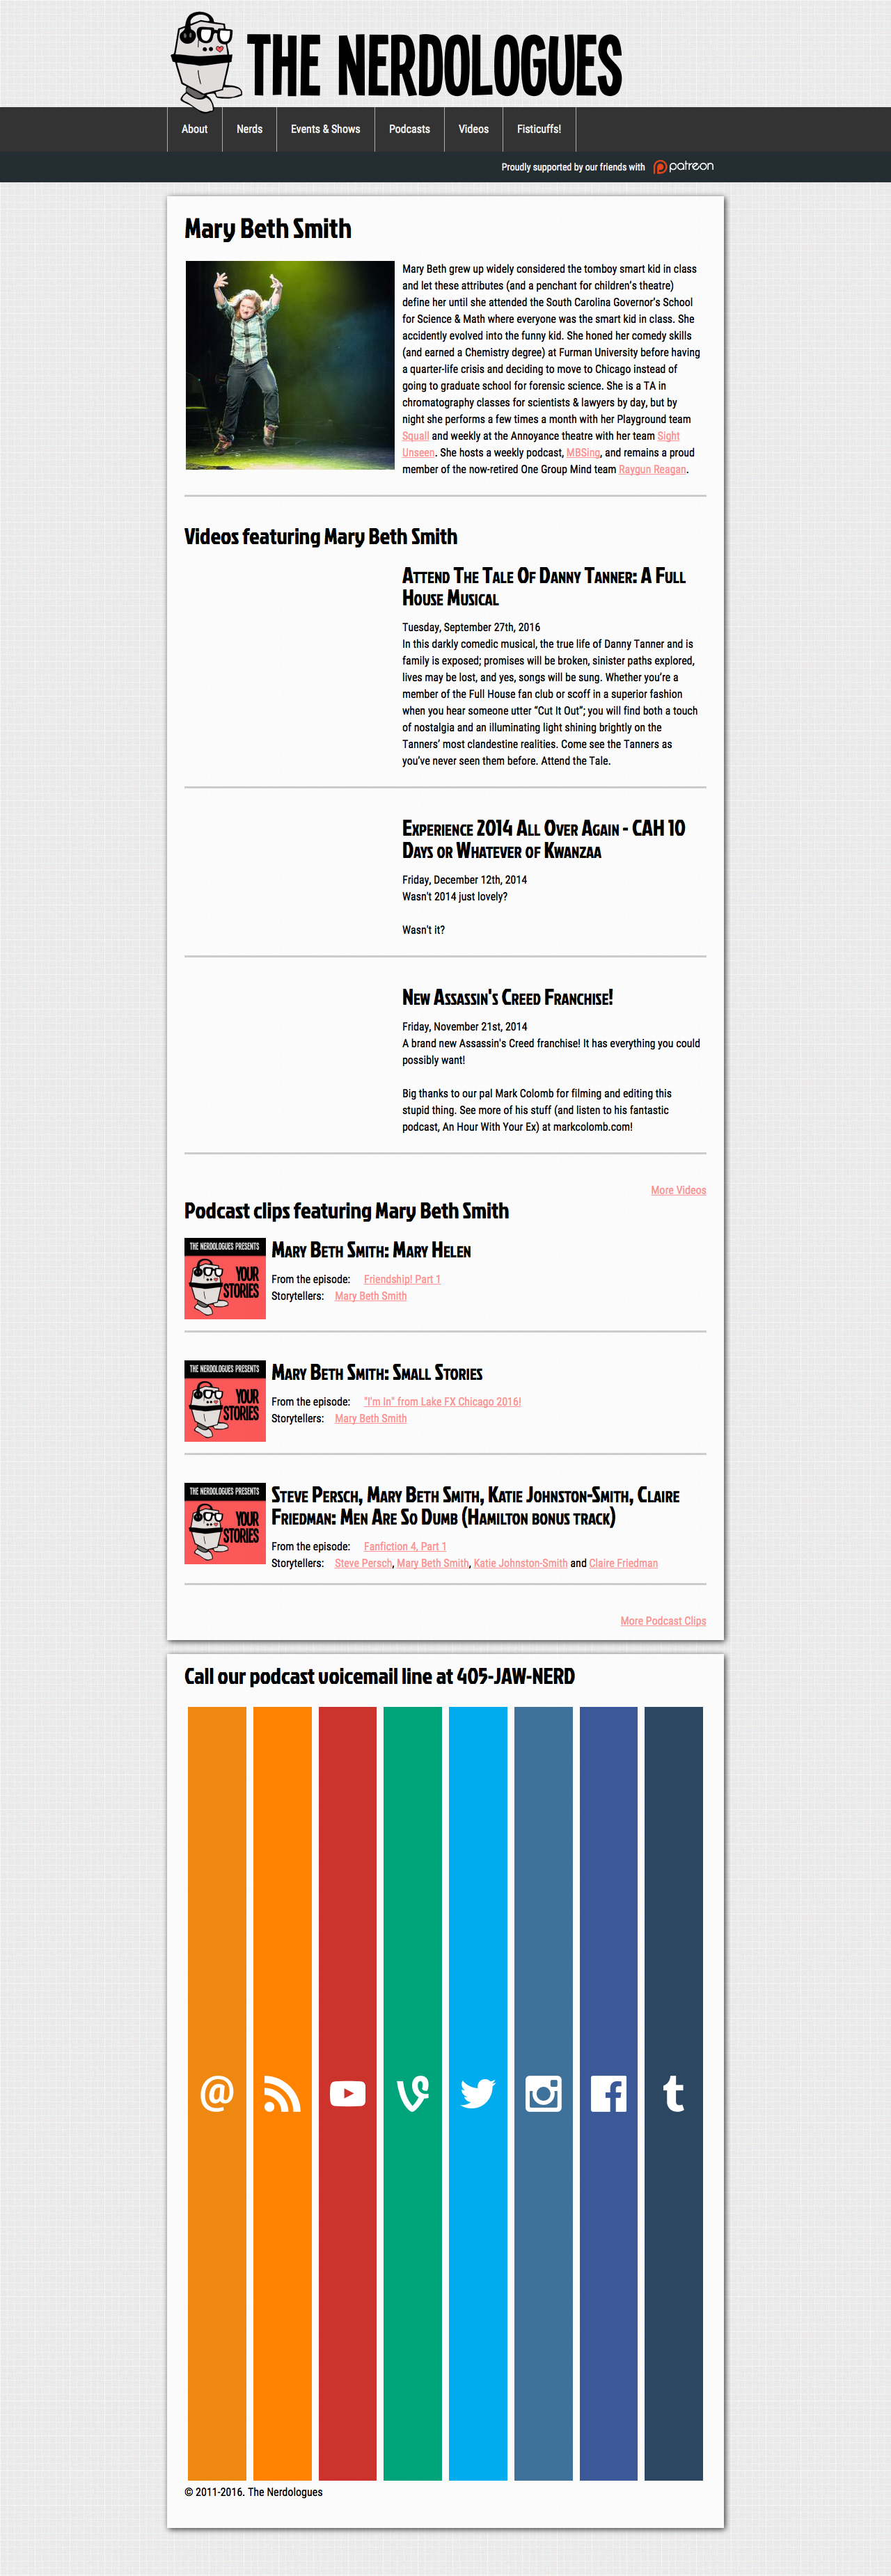 THE NERDOLOGUES
About
Nerds
Events & Shows
Podcasts
Videos
Fisticuffs!
Proudly supported by our friends with patreon
Mary Beth Smith
Mary Beth grew up widely considered the tomboy smart kid in class
and let these attributes (and a penchant for children's theatre)
define her until she attended the South Carolina Governor's School
for Science & Math where everyone was the smart kid in class. She
accidently evolved into the funny kid. She honed her comedy skills
(and earned a Chemistry degree) at Furman University before having
a quarter-life crisis and deciding to move to Chicago instead of
going to graduate school for forensic science. She is a TA in
chromatography classes for scientists & lawyers by day, but by
night she performs a few times a month with her Playground team
Squall and weekly at the Annoyance theatre with her team Sight
Unseen. She hosts a weekly podcast, MBSing, and remains a proud
member of the now-retired One Group Mind team Raygun Reagan.
Videos featuring Mary Beth Smith
Attend The Tale Of Danny Tanner: A Full
House Musical
Tuesday, September 27th, 2016
In this darkly comedic musical, the true life of Danny Tanner and is
family is exposed; promises will be broken, sinister paths explored,
lives may be lost, and yes, songs will be sung. Whether you're a
member of the Full House fan club or scoff in a superior fashion
when you hear someone utter “Cut It Out”; you will find both a touch
of nostalgia and an illuminating light shining brightly on the
Tanners' most clandestine realities. Come see the Tanners as
you've never seen them before. Attend the Tale.
Experience 2014 All Over Again - CAH 10
Days or Whatever of Kwanzaa
Friday, December 12th, 2014
Wasn't 2014 just lovely?
Wasn't it?
New Assassin's Creed Franchise!
Friday, November 21st, 2014
A brand new Assassin's Creed franchise! It has everything you could
possibly want!
Big thanks to our pal Mark Colomb for filming and editing this
stupid thing. See more of his stuff (and listen to his fantastic
podcast, An Hour With Your Ex) at markcolomb.com!
More Videos
Podcast clips featuring Mary Beth Smith
THE NERDOLOGUES PRESENTS
YOUR
STORIES
Mary Beth Smith: Mary Helen
From the episode: Friendship! Part 1
Storytellers: Mary Beth Smith
THE NERDOLOGUES PRESENTS
YOUR
STORIES
Mary Beth Smith: Small Stories
From the episode: "I'm In" from Lake FX Chicago 2016!
Storytellers: Mary Beth Smith
THE NERDOLOGUES PRESENTS
YOUR
STORIES
Steve Persch, Mary Beth Smith, Katie Johnston-Smith, Claire
Friedman: Men Are So Dumb (Hamilton bonus track)
From the episode: Fanfiction 4, Part 1
Storytellers: Steve Persch, Mary Beth Smith, Katie Johnston-Smith and Claire Friedman
More Podcast Clips
Call our podcast voicemail line at 405-JAW-NERD
© 2011-2016. The Nerdologues